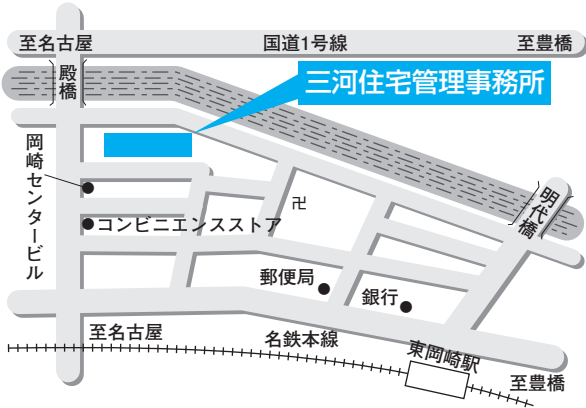 至名古屋
国道1号線
至豊橋
殿橋
三河住宅管理事務所
岡崎センタービル
コンビニエンスストア
卍
明代橋
郵便局
銀行
至名古屋
名鉄本線
東岡崎駅
至豊橋